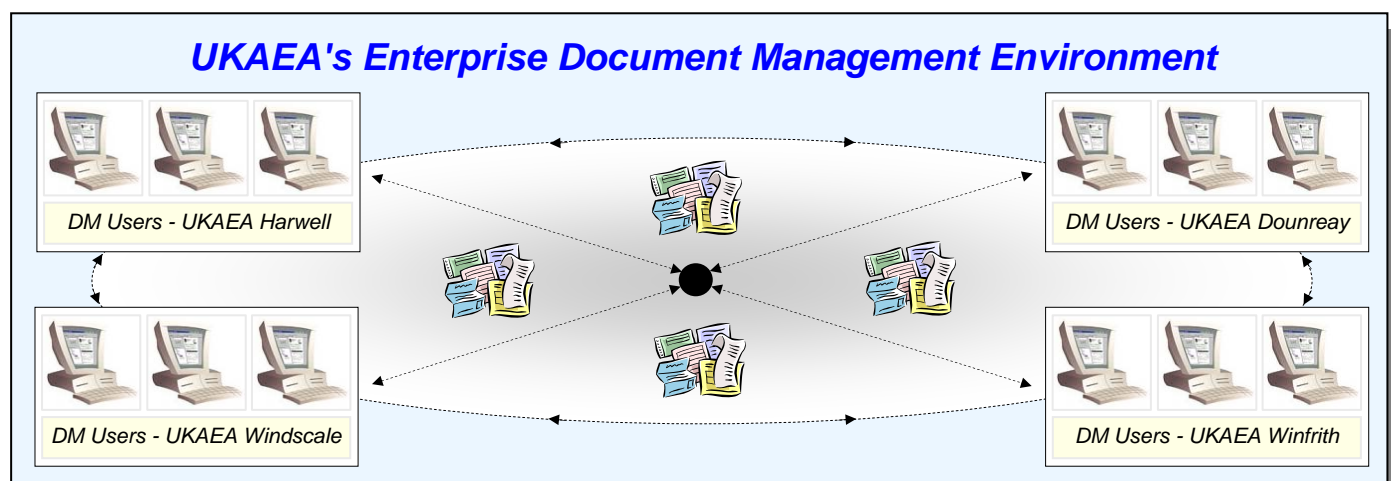 UKAEA's Enterprise Document Management Environment
DM Users - UKAEA Harwell
DM Users - UKAEA Dounreay
DM Users - UKAEA Windscale
DM Users - UKAEA Winfrith